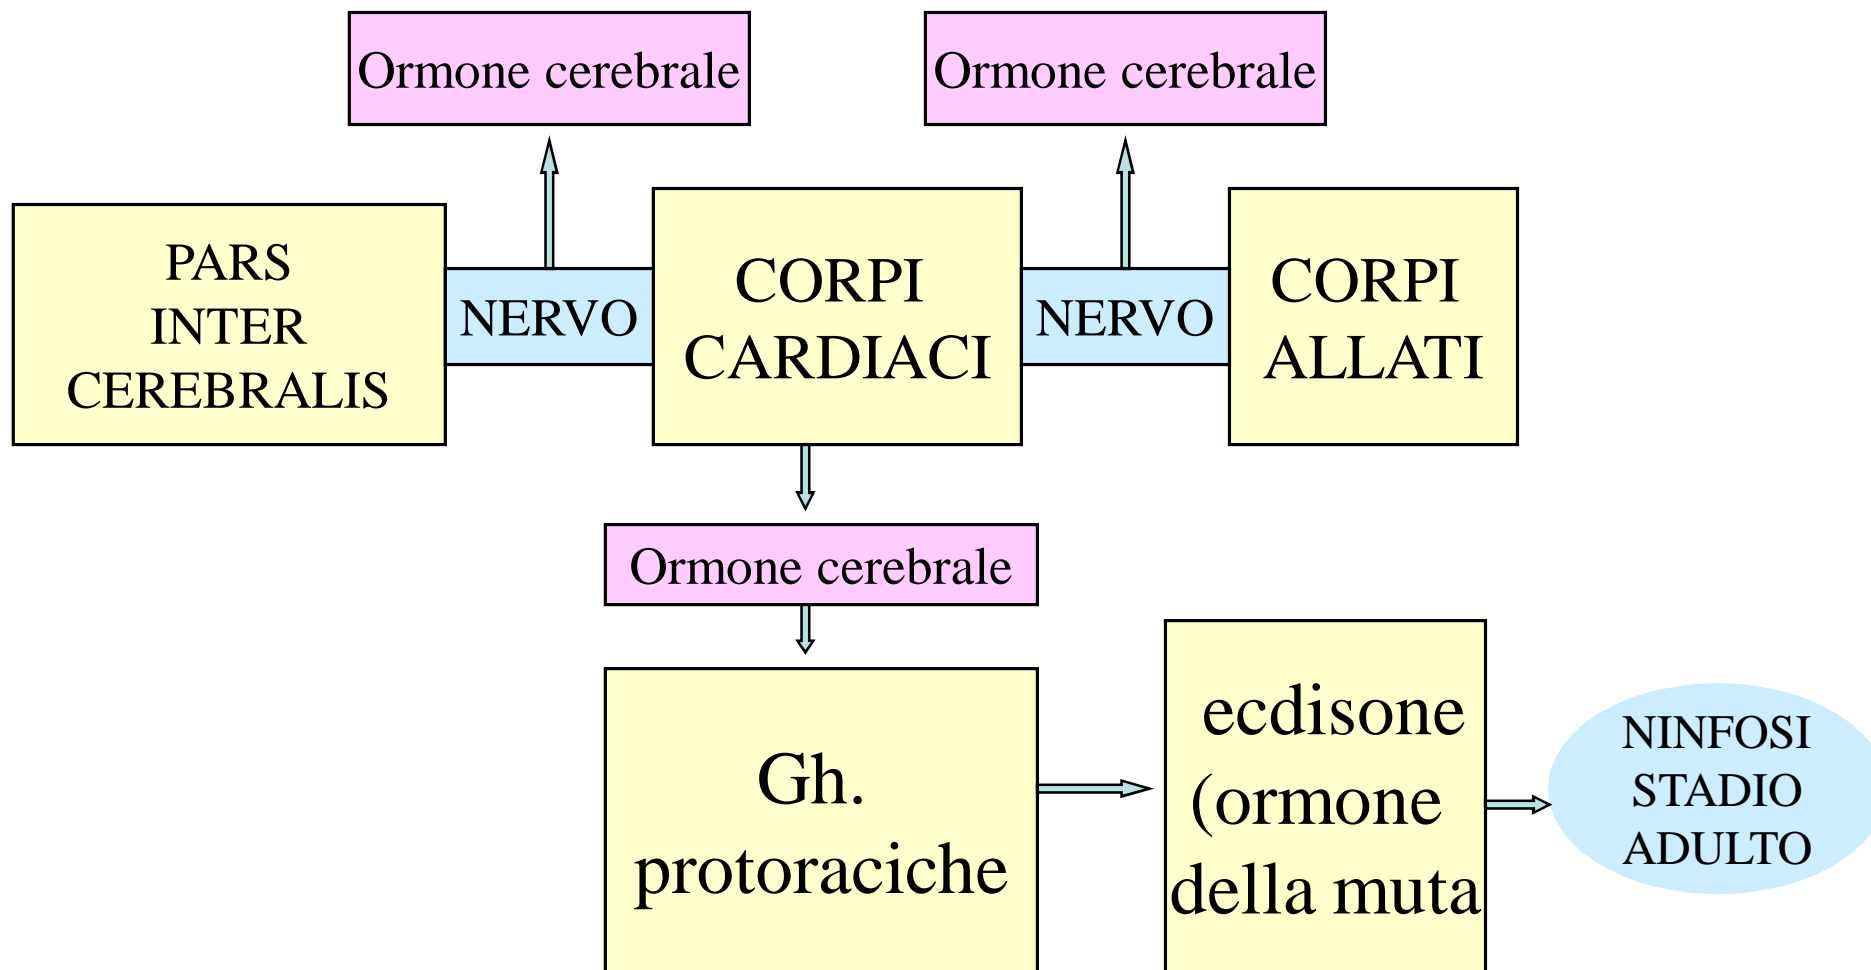 Ormone cerebrale
Ormone cerebrale
PARS
INTER
CEREBRALIS
NERVO
CORPI
CARDIACI
NERVO
CORPI
ALLATI
Ormone cerebrale
Gh.
protoraciche
ecdisone
(ormone
della muta
NINFOSI
STADIO
ADULTO